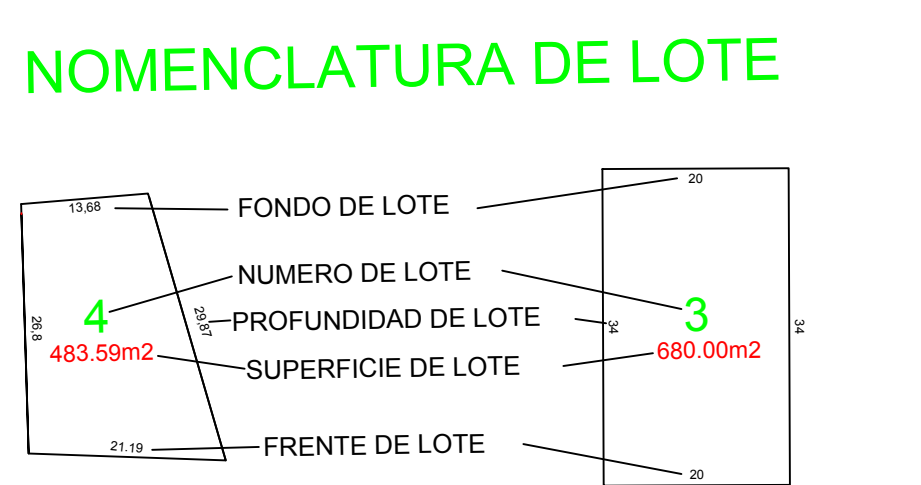 NOMENCLATURA DE LOTE
13,68
FONDO DE LOTE
20
NUMERO DE LOTE
4
26,8
29,87
PROFUNDIDAD DE LOTE
34
3
34
483.59m2
680.00m2
SUPERFICIE DE LOTE
21.19
FRENTE DE LOTE
20